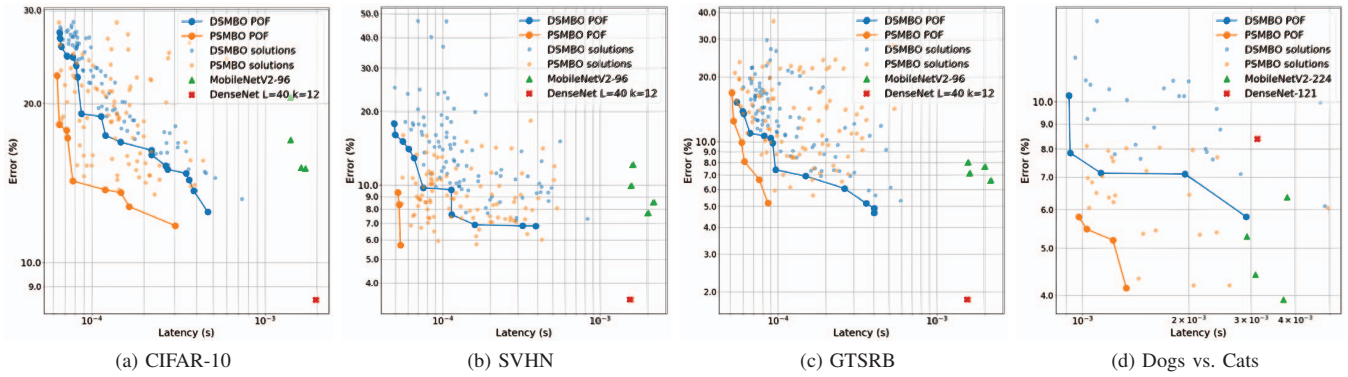 DSMBO POF
PSMBO POF
DSMBO solutions
PSMBO solutions
MobileNetV2-96
DenseNet L=40 k=12
30.0
20.0
10.0
9.0
Error (%)
10⁻⁴
10⁻³
Latency (s)
(a) CIFAR-10
DSMBO POF
PSMBO POF
DSMBO solutions
PSMBO solutions
MobileNetV2-96
DenseNet L=40 k=12
50.0
40.0
30.0
20.0
10.0
9.0
8.0
7.0
6.0
5.0
4.0
Error (%)
10⁻⁴
10⁻³
Latency (s)
(b) SVHN
DSMBO POF
PSMBO POF
DSMBO solutions
PSMBO solutions
MobileNetV2-96
DenseNet L=40 k=12
40.0
30.0
20.0
10.0
9.0
8.0
7.0
6.0
5.0
4.0
3.0
2.0
Error (%)
10⁻⁴
10⁻³
Latency (s)
(c) GTSRB
DSMBO POF
PSMBO POF
DSMBO solutions
PSMBO solutions
MobileNetV2-224
DenseNet-121
10.0
9.0
8.0
7.0
6.0
5.0
4.0
Error (%)
10⁻³
2 × 10⁻³
3 × 10⁻³
4 × 10⁻³
Latency (s)
(d) Dogs vs. Cats